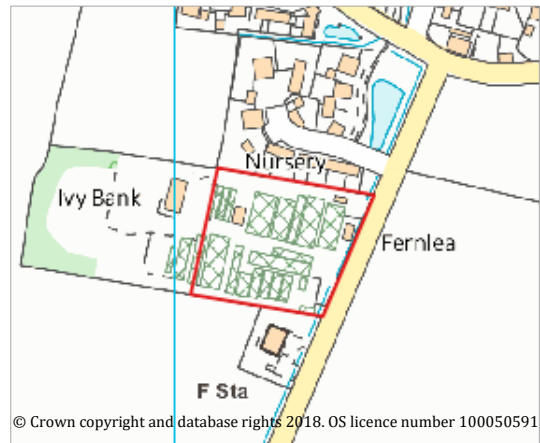 Nursery
Ivy Bank
Fernlea
F Sta
© Crown copyright and database rights 2018. OS licence number 100050591